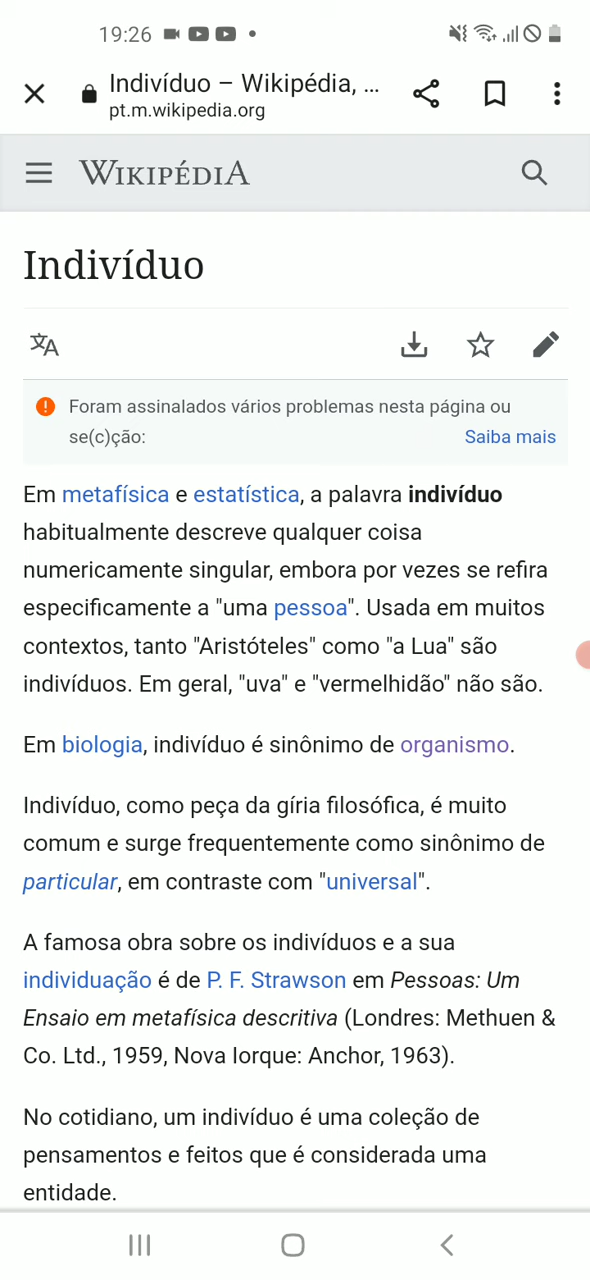 19:26
Indivíduo – Wikipédia, ...
pt.m.wikipedia.org
WIKIPÉDIA
Indivíduo
文A
Foram assinalados vários problemas nesta página ou
se(c)ção: Saiba mais
Em metafísica e estatística, a palavra indivíduo
habitualmente descreve qualquer coisa
numericamente singular, embora por vezes se refira
especificamente a "uma pessoa". Usada em muitos
contextos, tanto "Aristóteles" como "a Lua" são
indivíduos. Em geral, "uva" e "vermelhidão" não são.
Em biologia, indivíduo é sinônimo de organismo.
Indivíduo, como peça da gíria filosófica, é muito
comum e surge frequentemente como sinônimo de
particular, em contraste com "universal".
A famosa obra sobre os indivíduos e a sua
individuação é de P. F. Strawson em Pessoas: Um
Ensaio em metafísica descritiva (Londres: Methuen &
Co. Ltd., 1959, Nova Iorque: Anchor, 1963).
No cotidiano, um indivíduo é uma coleção de
pensamentos e feitos que é considerada uma
entidade.